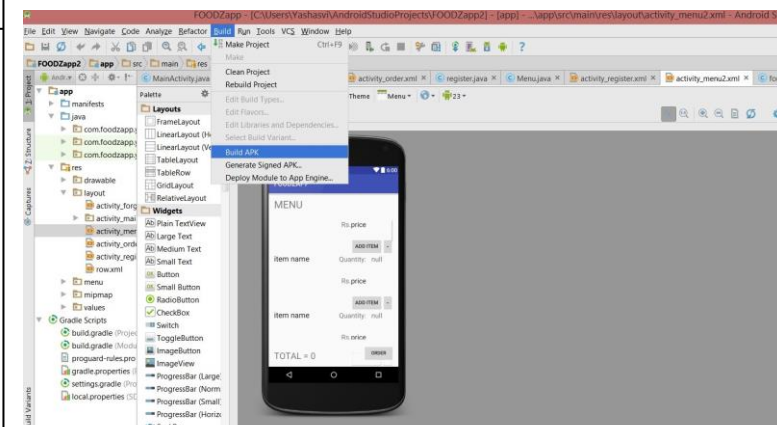 FOODZapp - [C:\Users\Yashasvi\AndroidStudioProjects\FOODZapp2] - [app] - ...\app\src\main\res\layout\activity_menu2.xml - Android S
File Edit View Navigate Code Analyze Refactor Build Run Tools VCS Window Help
FOODZapp2 app src main res
Make Project Ctrl+F9
Make
Clean Project
Rebuild Project
Edit Build Types...
Edit Flavors...
Edit Libraries and Dependencies...
Select Build Variant...
Build APK
Generate Signed APK...
Deploy Module to App Engine...
MainActivity.java activity_order.xml register.java Menu.java activity_register.xml activity_menu2.xml
1: Project
Z: Structure
Captures
Build Variants
app
manifests
java
com.foodzapp.
com.foodzapp.
com.foodzapp.
res
drawable
layout
activity_forg
activity_mai
activity_mer
activity_orde
activity_regi
row.xml
menu
mipmap
values
Gradle Scripts
build.gradle (Projec
build.gradle (Modu
proguard-rules.pro
gradle.properties (
settings.gradle (Pro
local.properties (SD
Palette
Layouts
FrameLayout
LinearLayout (H
LinearLayout (Ve
TableLayout
TableRow
GridLayout
RelativeLayout
Widgets
Plain TextView
Large Text
Medium Text
Small Text
Button
Small Button
RadioButton
CheckBox
Switch
ToggleButton
ImageButton
ImageView
ProgressBar (Large)
ProgressBar (Norm
ProgressBar (Small)
ProgressBar (Horizo
Theme Menu 23
6:00
MENU
Rs.price
ADD ITEM -
item name Quantity: null
Rs.price
ADD ITEM -
item name Quantity: null
Rs.price
TOTAL = 0 ORDER